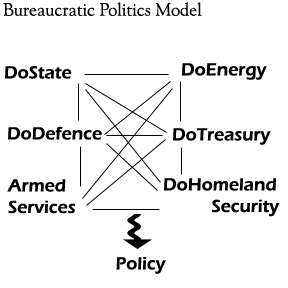 Bureaucratic Politics Model
DoState
DoEnergy
DoDefence
DoTreasury
Armed
Services
DoHomeland
Security
Policy